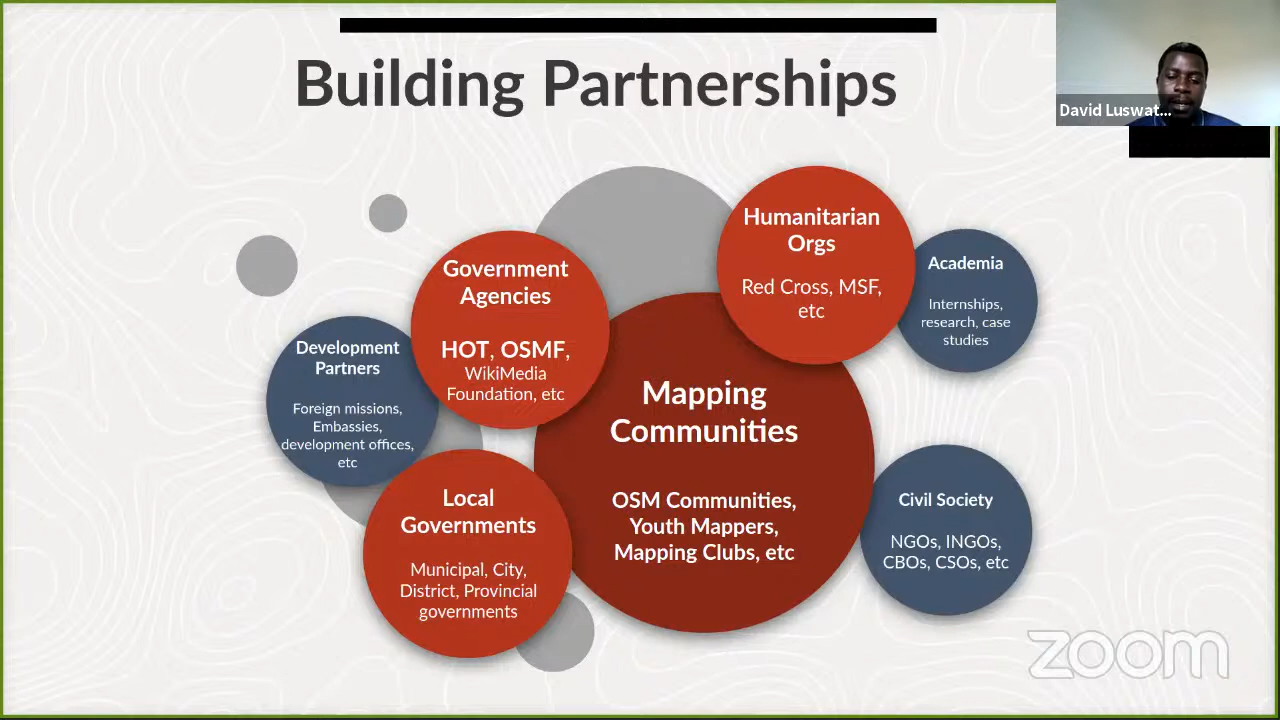 Building Partnerships
David Luswat...
Humanitarian
Orgs
Red Cross, MSF,
etc
Academia
Internships,
research, case
studies
Government
Agencies
HOT, OSMF,
WikiMedia
Foundation, etc
Development
Partners
Foreign missions,
Embassies,
development offices,
etc
Mapping
Communities
OSM Communities,
Youth Mappers,
Mapping Clubs, etc
Local
Governments
Municipal, City,
District, Provincial
governments
Civil Society
NGOs, INGOs,
CBOs, CSOs, etc
zoom